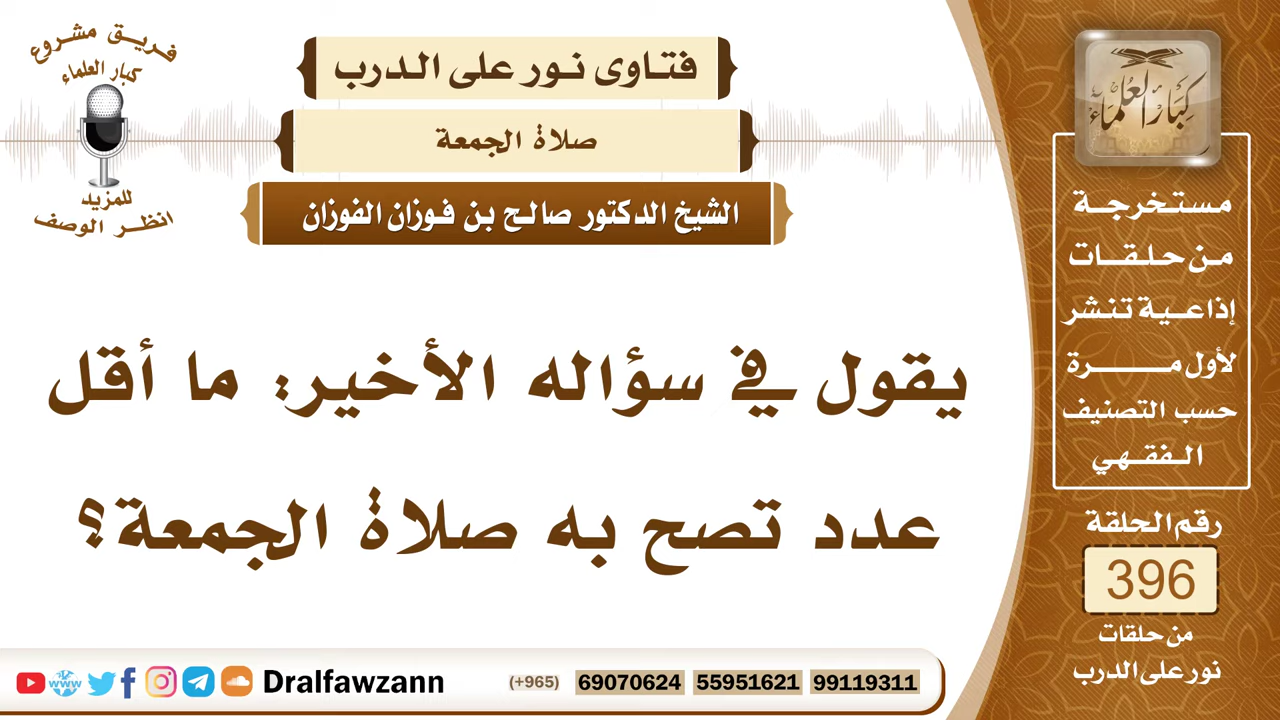 فريق مشروع
كبار العلماء
للمزيد
انظر الوصف
فتاوى نور على الدرب
صلاة الجمعة
الشيخ الدكتور صالح بن فوزان الفوزان
يقول في سؤاله الأخير: ما أقل
عدد تصح به صلاة الجمعة؟
كبار العلماء
مستخرجة
من حلقات
إذاعية تنشر
لأول مرة
حسب التصنيف
الفقهي
رقم الحلقة
396
من حلقات
نور على الدرب
www Dralfawzann (+965) 69070624 55951621 99119311